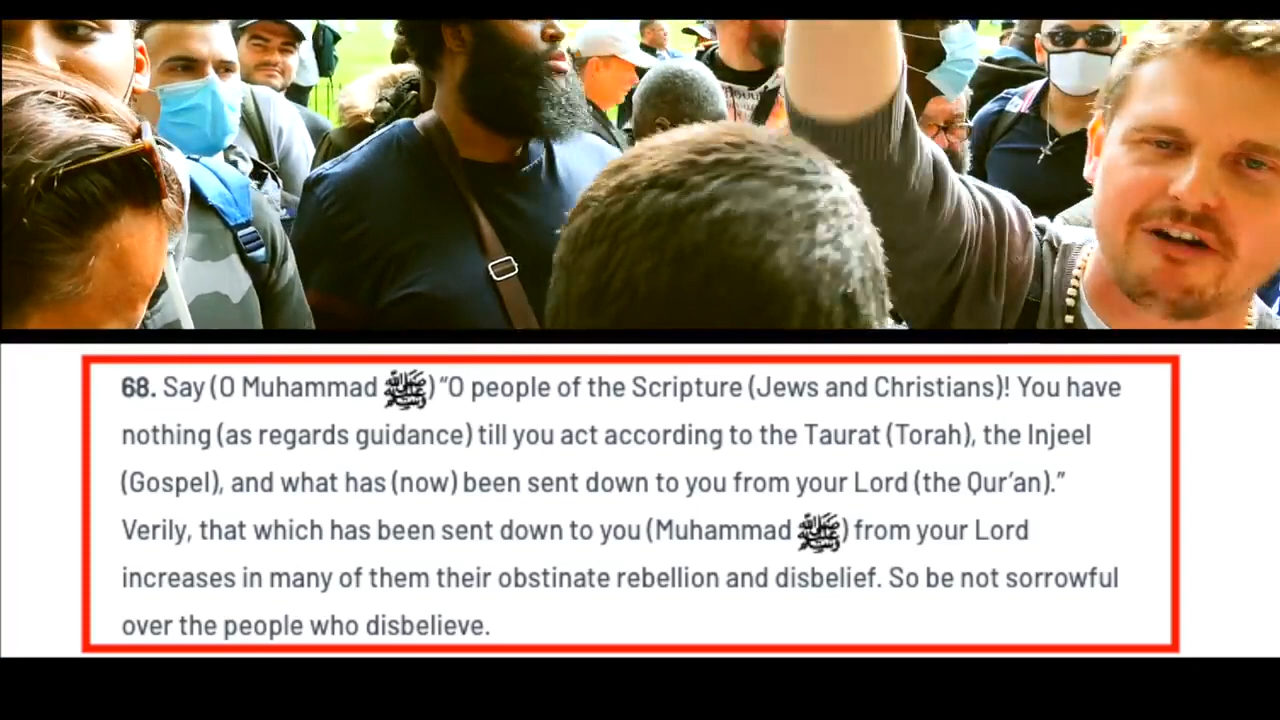 68. Say (O Muhammad ﷺ) “O people of the Scripture (Jews and Christians)! You have
nothing (as regards guidance) till you act according to the Taurat (Torah), the Injeel
(Gospel), and what has (now) been sent down to you from your Lord (the Qur’an).”
Verily, that which has been sent down to you (Muhammad ﷺ) from your Lord
increases in many of them their obstinate rebellion and disbelief. So be not sorrowful
over the people who disbelieve.